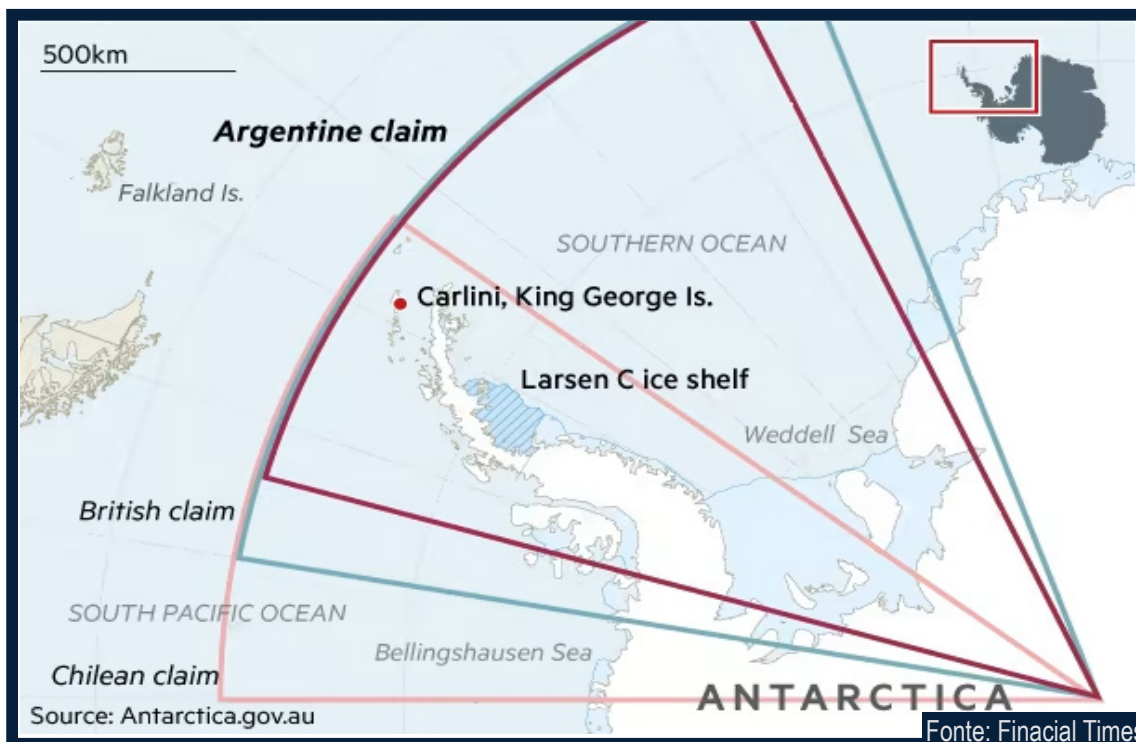 500km
Argentine claim
Falkland Is.
SOUTHERN OCEAN
Carlini, King George Is.
Larsen C ice shelf
Weddell Sea
British claim
SOUTH PACIFIC OCEAN
Bellingshausen Sea
Chilean claim
ANTARCTICA
Source: Antarctica.gov.au
Fonte: Finacial Times